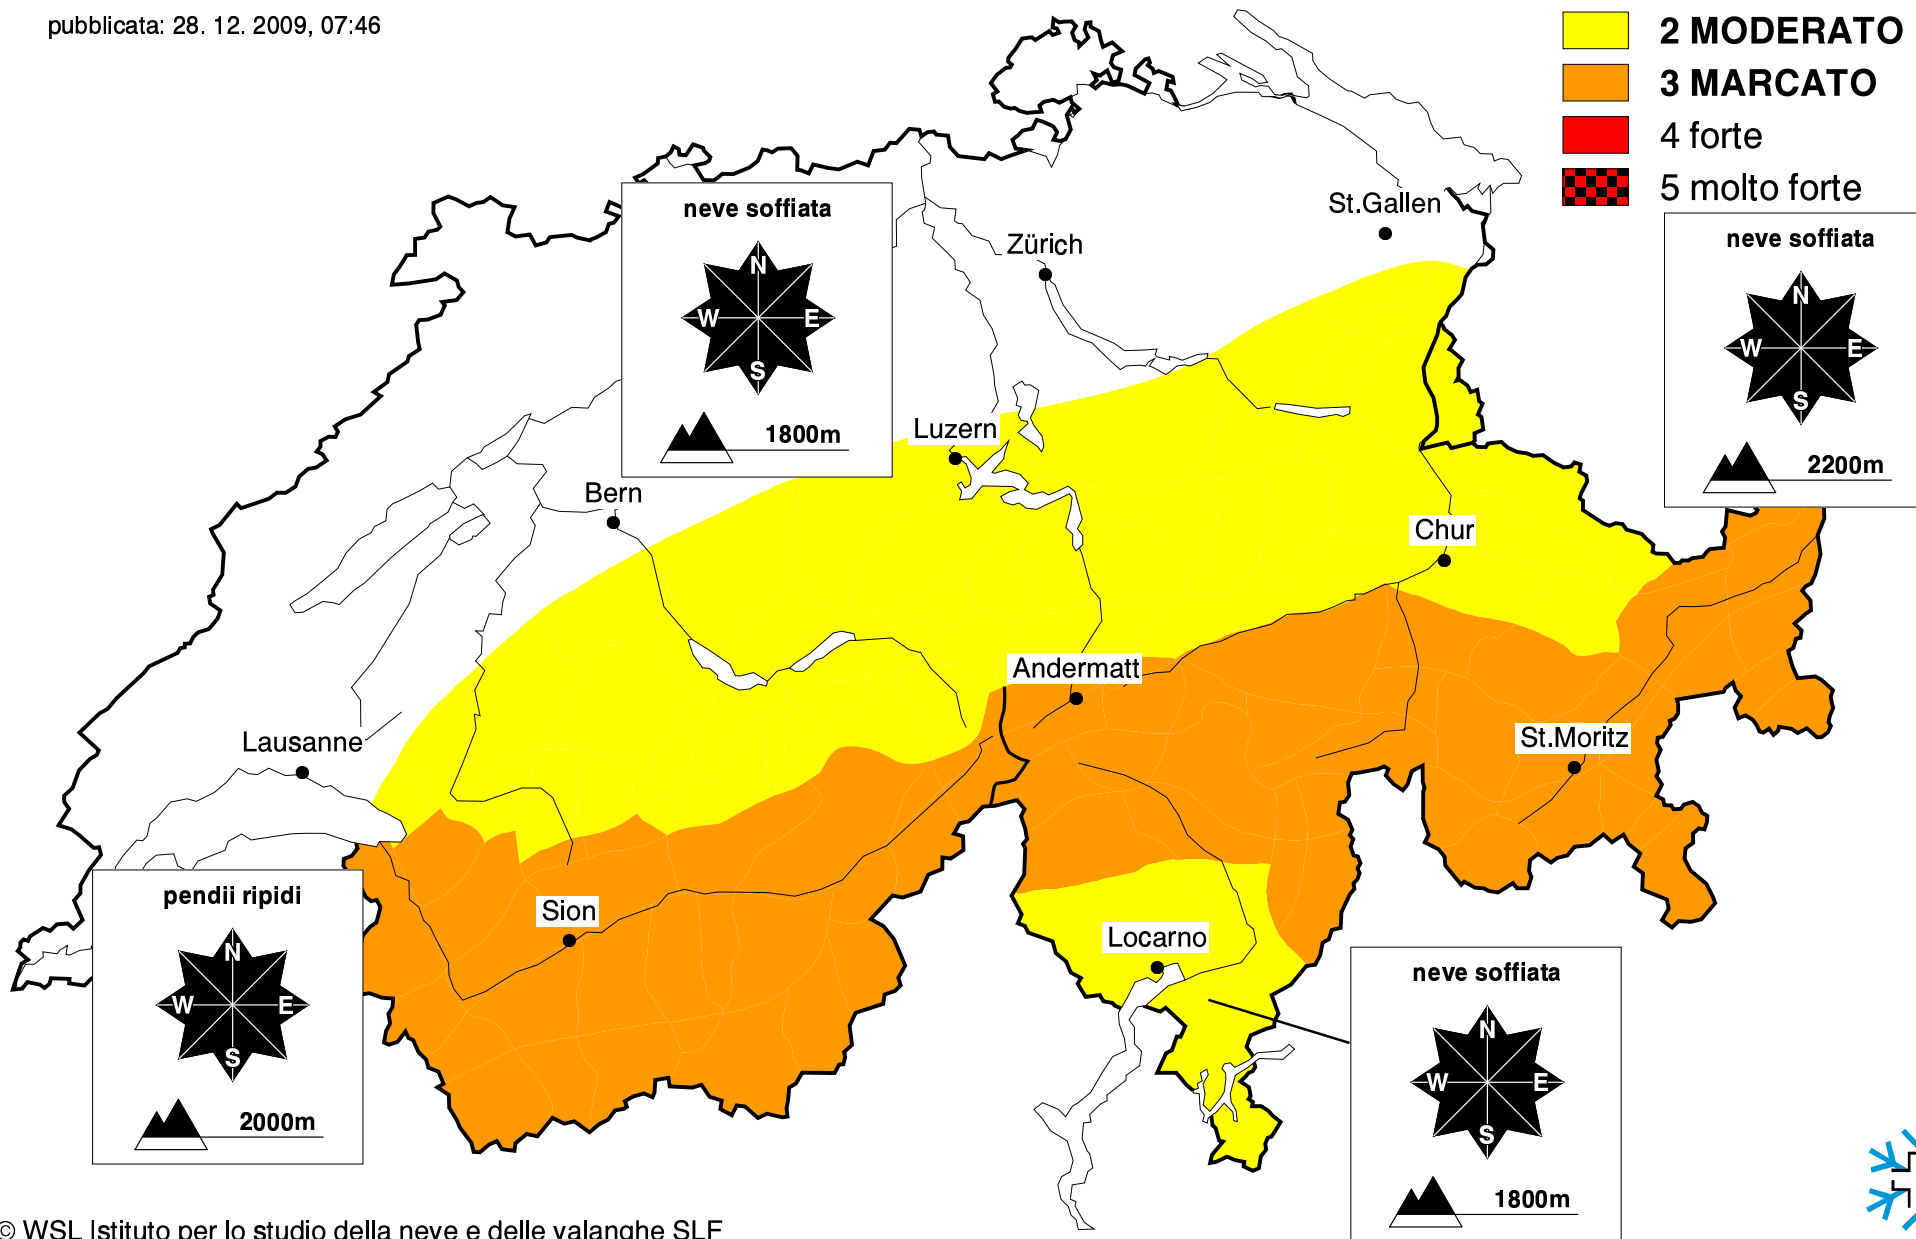 pubblicata: 28. 12. 2009, 07:46
2 MODERATO
3 MARCATO
4 forte
5 molto forte
neve soffiata
N
W E
S
1800m
neve soffiata
N
W E
S
2200m
St.Gallen
Zürich
Luzern
Bern
Chur
Andermatt
Lausanne
St.Moritz
Sion
Locarno
pendii ripidi
N
W E
S
2000m
neve soffiata
N
W E
S
1800m
© WSL Istituto per lo studio della neve e delle valanghe SLF